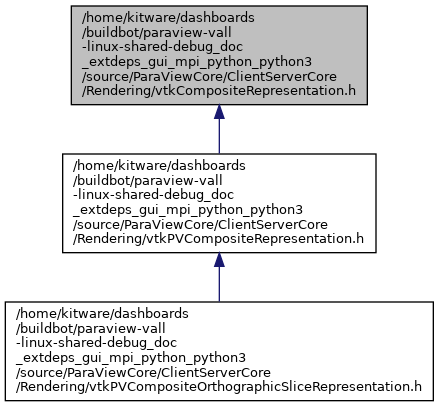 /home/kitware/dashboards
/buildbot/paraview-vall
-linux-shared-debug_doc
_extdeps_gui_mpi_python_python3
/source/ParaViewCore/ClientServerCore
/Rendering/vtkCompositeRepresentation.h
/home/kitware/dashboards
/buildbot/paraview-vall
-linux-shared-debug_doc
_extdeps_gui_mpi_python_python3
/source/ParaViewCore/ClientServerCore
/Rendering/vtkPVCompositeRepresentation.h
/home/kitware/dashboards
/buildbot/paraview-vall
-linux-shared-debug_doc
_extdeps_gui_mpi_python_python3
/source/ParaViewCore/ClientServerCore
/Rendering/vtkPVCompositeOrthographicSliceRepresentation.h